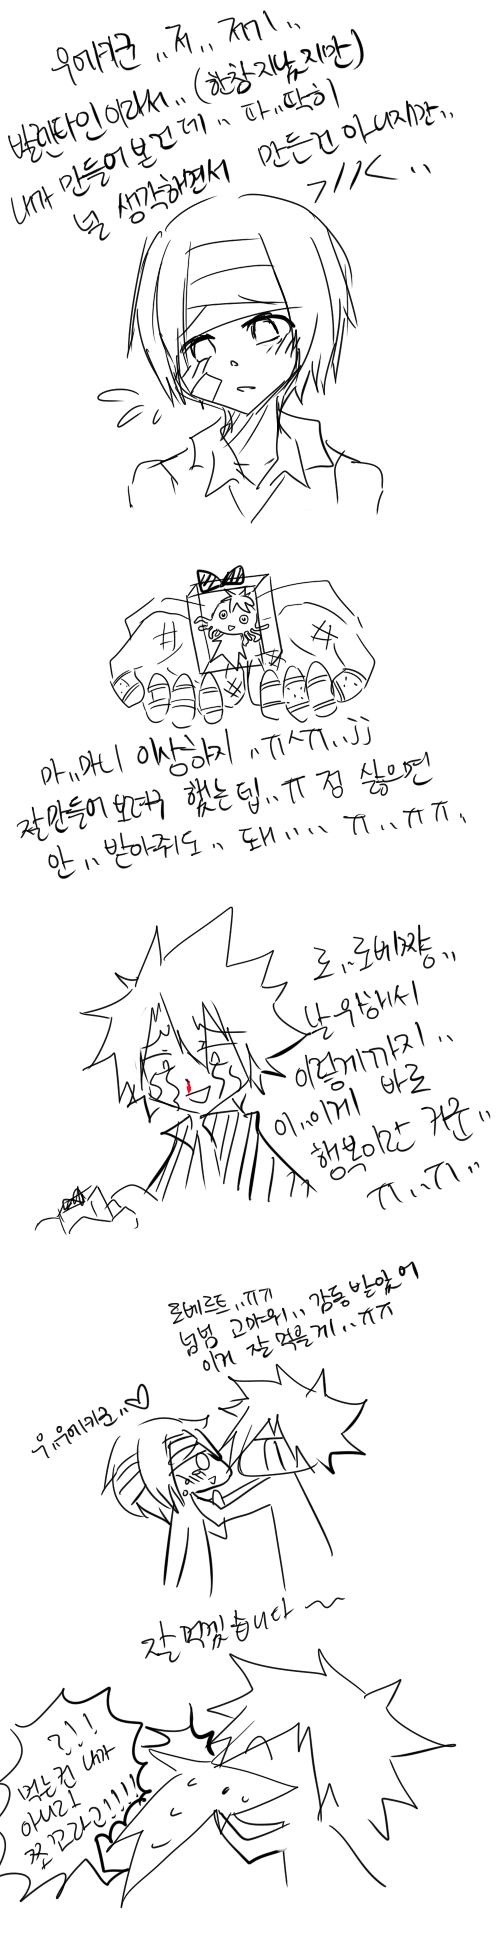 우에키군..저..저기..
발렌타인이라서..(한창지났지만)
내가 만들어 본건데.. 따..딱히
널 생각하면서 만든건 아니지만..
>//<..
마..많이 이상하지..ㅠㅅㅠ..;;
잘만들어 보려구 했는뎁..ㅠ 점 싫으면
안..받아줘도..돼....ㅠ..ㅠㅠ..
로..로베쨩..
날위해서
이렇게까지..
이..이게 바로
행복이란 거군..
ㅠ..ㅠ..
로베르트..ㅠㅠ
넘넘 고마워..감동받았어
이거 잘먹을게..ㅠㅠ
우..우에키군..♡
잘먹겠습니다~
?!!
먹는건 내가
아니라
쪼꼬라고!!!!